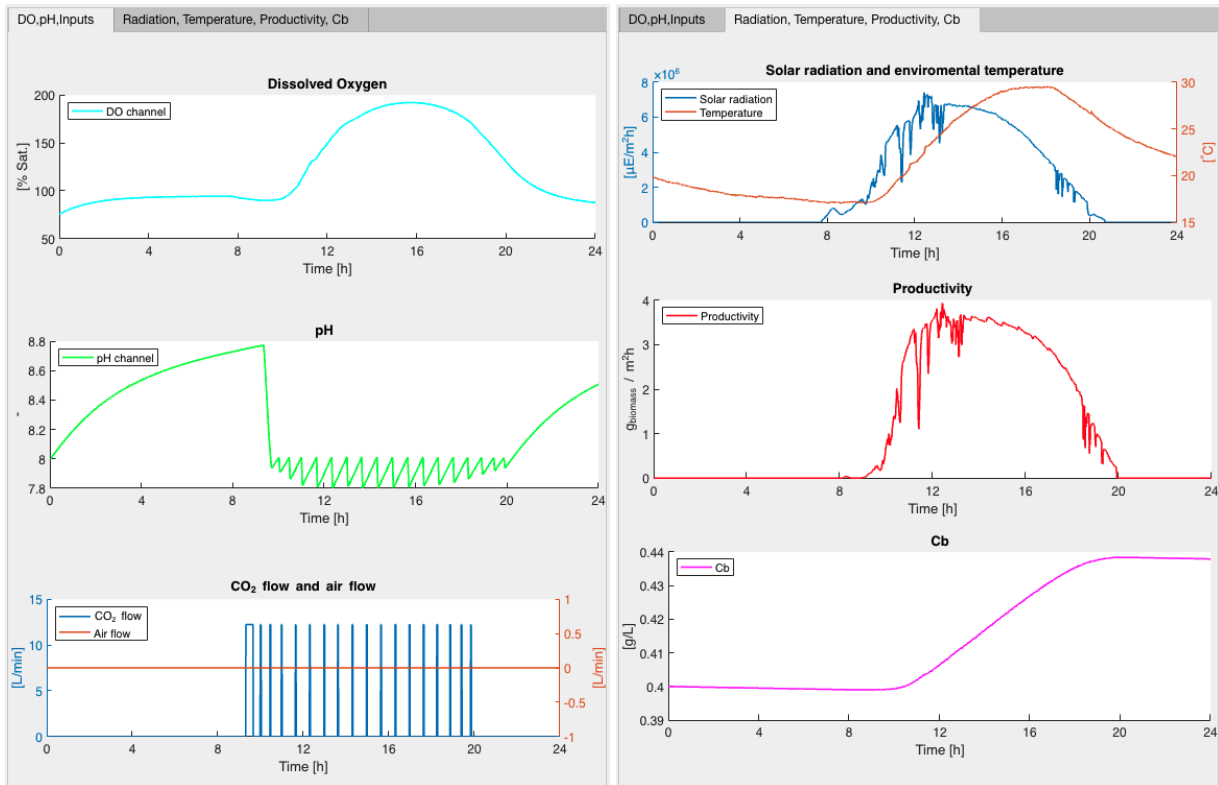 DO,pH,Inputs
Radiation, Temperature, Productivity, Cb
Dissolved Oxygen
DO channel
[% Sat.]
200
150
100
50
0 4 8 12 16 20 24
Time [h]
pH
pH channel
-
8.8
8.6
8.4
8.2
8
7.8
0 4 8 12 16 20 24
Time [h]
CO₂ flow and air flow
CO₂ flow
Air flow
[L/min]
15
10
5
0
1
0.5
0
-0.5
-1
[L/min]
0 4 8 12 16 20 24
Time [h]
DO,pH,Inputs
Radiation, Temperature, Productivity, Cb
Solar radiation and enviromental temperature
×10⁶
Solar radiation
Temperature
[μE/m²h]
8
6
4
2
0
30
25
20
15
[°C]
0 4 8 12 16 20 24
Time [h]
Productivity
Productivity
g_biomass / m²h
4
3
2
1
0
0 4 8 12 16 20 24
Time [h]
Cb
Cb
[g/L]
0.44
0.43
0.42
0.41
0.4
0.39
0 4 8 12 16 20 24
Time [h]